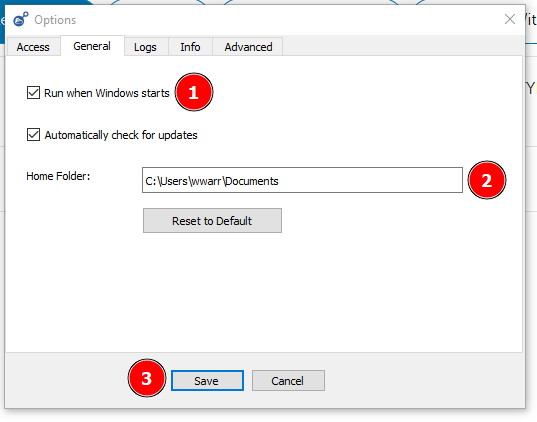 Options
Access General Logs Info Advanced
Run when Windows starts 1
Automatically check for updates
Home Folder: C:\Users\wwarr\Documents 2
Reset to Default
3 Save Cancel